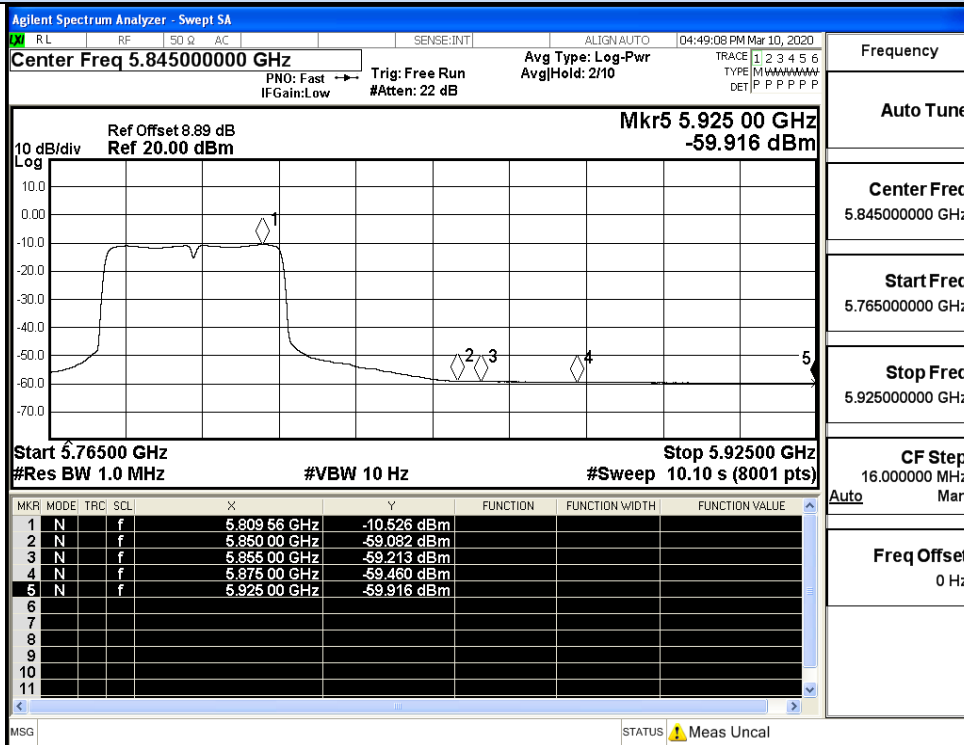 Agilent Spectrum Analyzer - Swept SA
LXI RL RF 50 Ω AC SENSE:INT ALIGN AUTO 04:49:08 PM Mar 10, 2020
Center Freq 5.845000000 GHz
PNO: Fast
IFGain:Low
Trig: Free Run
#Atten: 22 dB
Avg Type: Log-Pwr
Avg|Hold: 2/10
TRACE 1 2 3 4 5 6
TYPE M WWWWW
DET P P P P P P
Ref Offset 8.89 dB
10 dB/div Ref 20.00 dBm
Log
Mkr5 5.925 00 GHz
-59.916 dBm
10.0
0.00
-10.0
-20.0
-30.0
-40.0
-50.0
-60.0
-70.0
1
2 3 4 5
Start 5.76500 GHz Stop 5.92500 GHz
#Res BW 1.0 MHz #VBW 10 Hz #Sweep 10.10 s (8001 pts)
MKR MODE TRC SCL X Y FUNCTION FUNCTION WIDTH FUNCTION VALUE
1 N f 5.809 56 GHz -10.526 dBm
2 N f 5.850 00 GHz -59.082 dBm
3 N f 5.855 00 GHz -59.213 dBm
4 N f 5.875 00 GHz -59.460 dBm
5 N f 5.925 00 GHz -59.916 dBm
6
7
8
9
10
11
MSG STATUS Meas Uncal
Frequency
Auto Tune
Center Freq
5.845000000 GHz
Start Freq
5.765000000 GHz
Stop Freq
5.925000000 GHz
CF Step
16.000000 MHz
Auto Man
Freq Offset
0 Hz